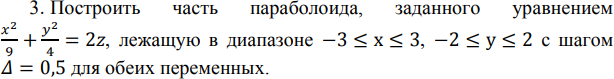 3. Построить часть параболоида, заданного уравнением
x²/9 + y²/4 = 2z, лежащую в диапазоне −3 ≤ x ≤ 3, −2 ≤ y ≤ 2 с шагом
Δ = 0,5 для обеих переменных.